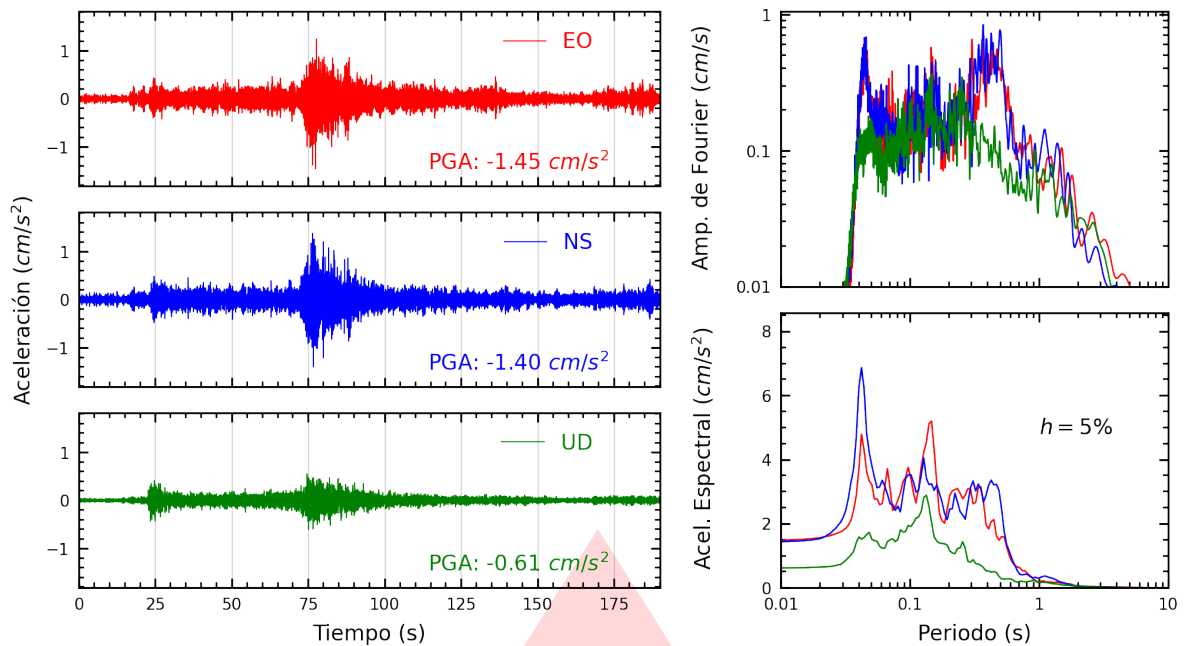 Aceleración (cm/s²)
1
0
−1
EO
PGA: -1.45 cm/s²
1
0
−1
NS
PGA: -1.40 cm/s²
1
0
−1
UD
PGA: -0.61 cm/s²
0 25 50 75 100 125 150 175
Tiempo (s)
Amp. de Fourier (cm/s)
1
0.1
0.01
Acel. Espectral (cm/s²)
8
6
4
2
0
h = 5%
0.01 0.1 1 10
Periodo (s)